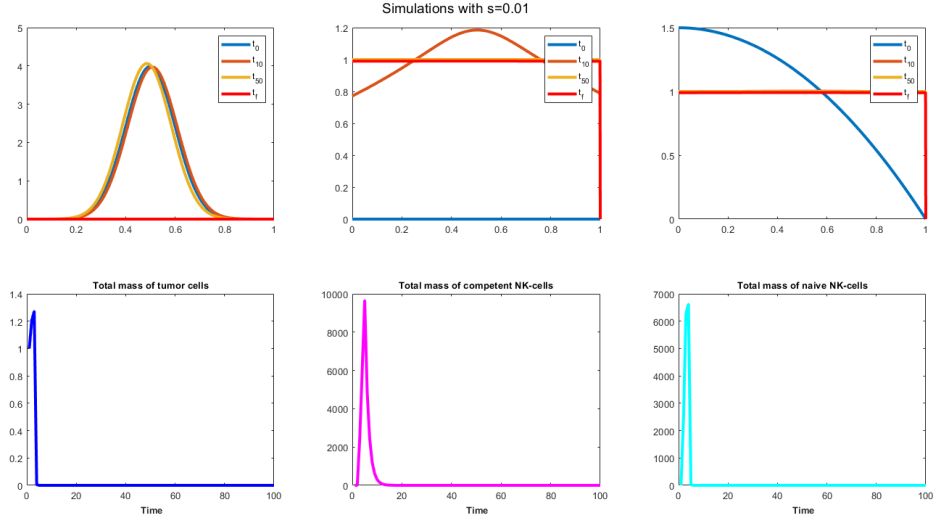 Simulations with s=0.01
5
4
3
2
1
0
0 0.2 0.4 0.6 0.8 1
t0
t10
t50
tf
1.2
1
0.8
0.6
0.4
0.2
0
0 0.2 0.4 0.6 0.8 1
t0
t10
t50
tf
1.5
1
0.5
0
0 0.2 0.4 0.6 0.8 1
t0
t10
t50
tf
Total mass of tumor cells
1.4
1.2
1
0.8
0.6
0.4
0.2
0
0 20 40 60 80 100
Time
Total mass of competent NK-cells
10000
8000
6000
4000
2000
0
0 20 40 60 80 100
Time
Total mass of naive NK-cells
7000
6000
5000
4000
3000
2000
1000
0
0 20 40 60 80 100
Time